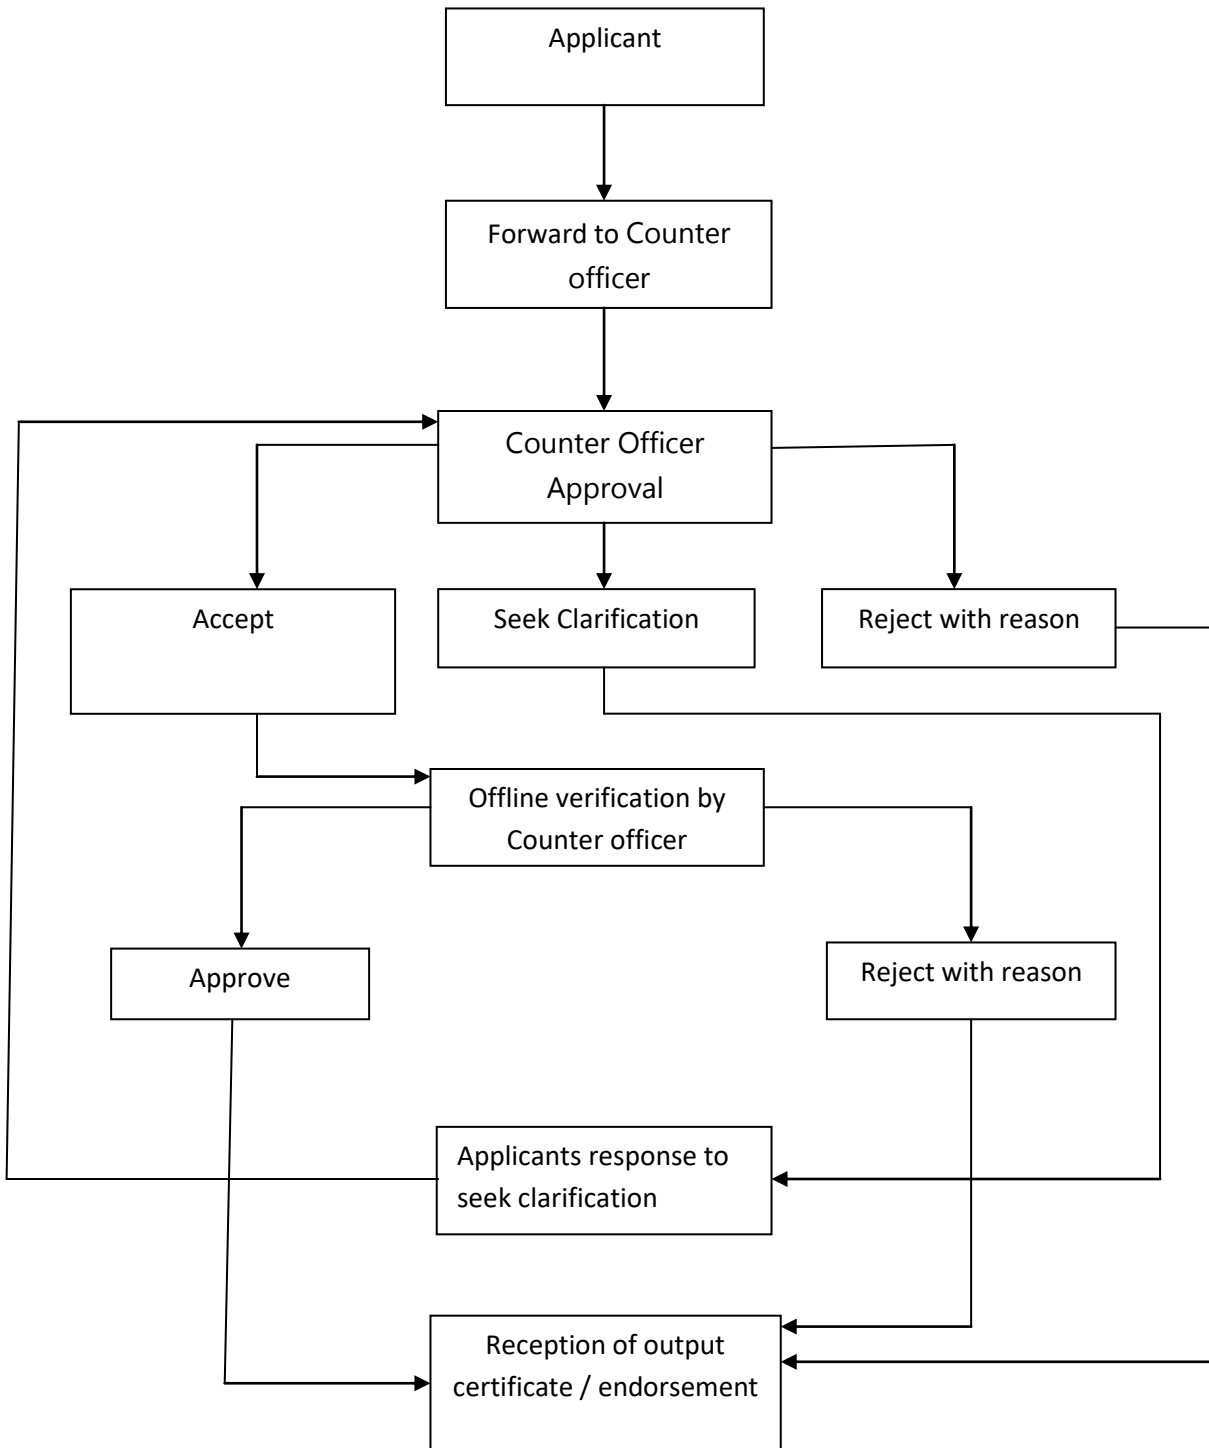 Applicant
Forward to Counter
officer
Counter Officer
Approval
Accept
Seek Clarification
Reject with reason
Offline verification by
Counter officer
Approve
Reject with reason
Applicants response to
seek clarification
Reception of output
certificate / endorsement